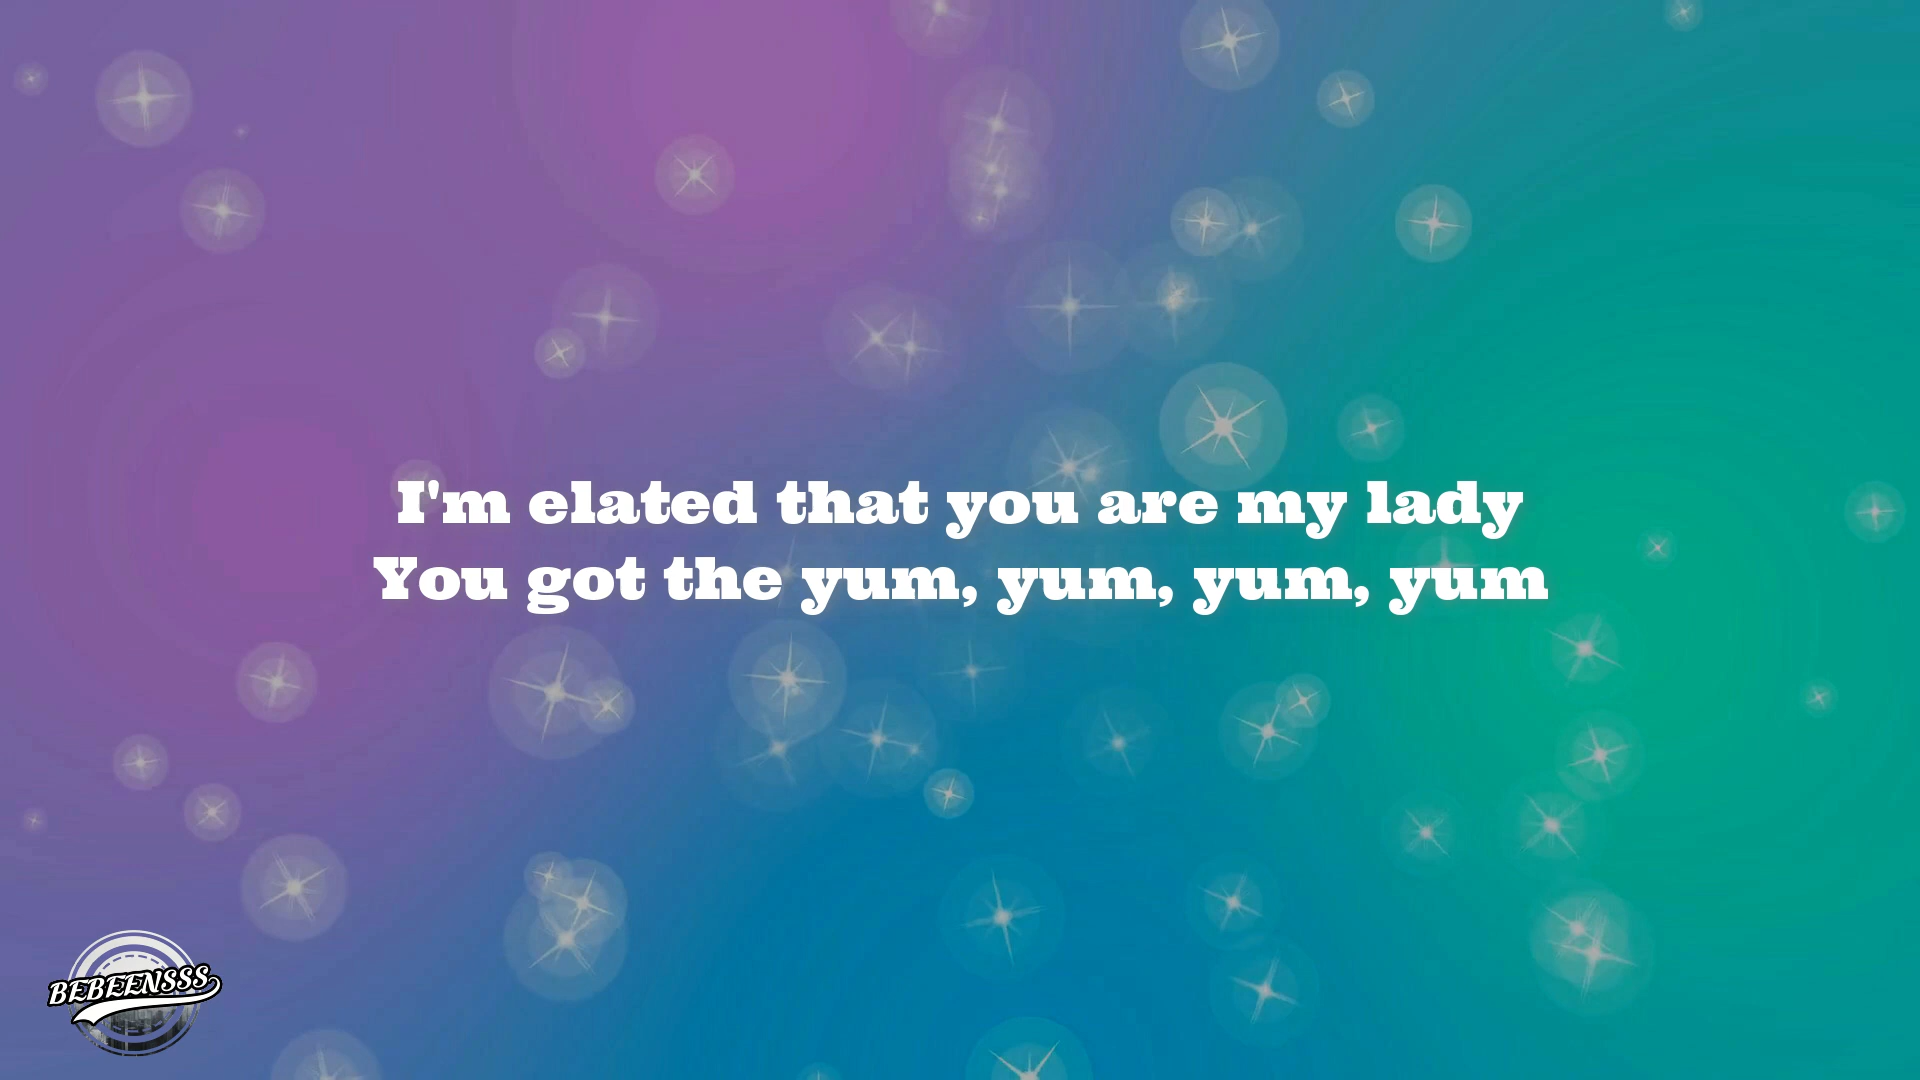 I'm elated that you are my lady
You got the yum, yum, yum, yum
BEBEENSSS